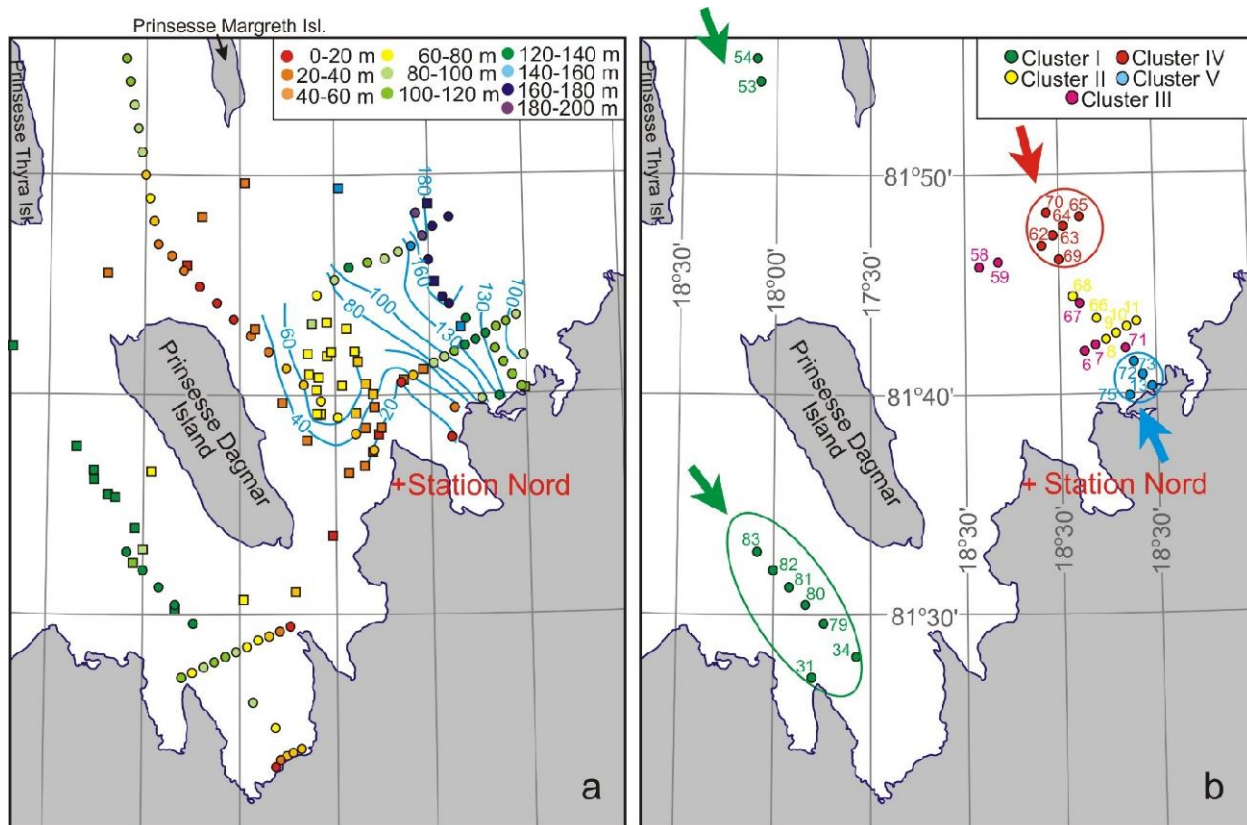 Prinsesse Margreth Isl.
Prinsesse Thyra Isl.
0-20 m
20-40 m
40-60 m
60-80 m
80-100 m
100-120 m
120-140 m
140-160 m
160-180 m
180-200 m
180
160
130
100
100
80
130
60
40
20
Prinsesse Dagmar
Island
+Station Nord
a
Prinsesse Thyra Isk
Cluster I
Cluster II
Cluster III
Cluster IV
Cluster V
54
53
81°50'
18°30'
18°00'
17°30'
70
65
64
62
63
69
58
59
68
67
66
11
10
9
8
7
6
71
73
72
13
75
81°40'
Prinsesse Dagmar
Island
+ Station Nord
18°30'
18°30'
18°30'
83
82
81
80
79
34
31
81°30'
b